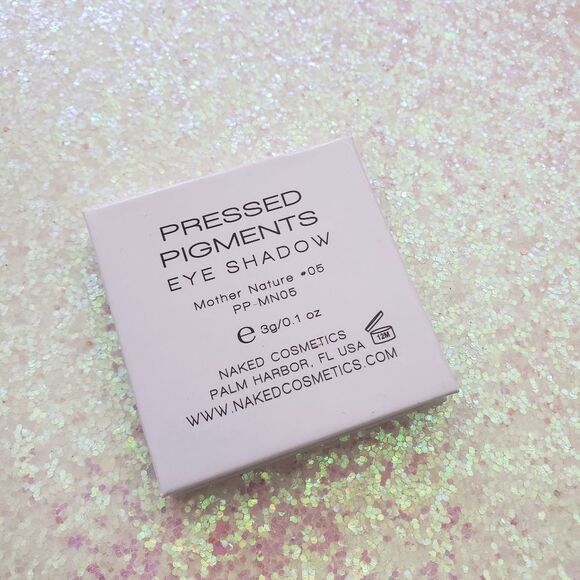 PRESSED
PIGMENTS
EYE SHADOW
Mother Nature #05
PP-MN05
e 3g/0.1 oz
NAKED COSMETICS
PALM HARBOR, FL USA 12M
WWW.NAKEDCOSMETICS.COM